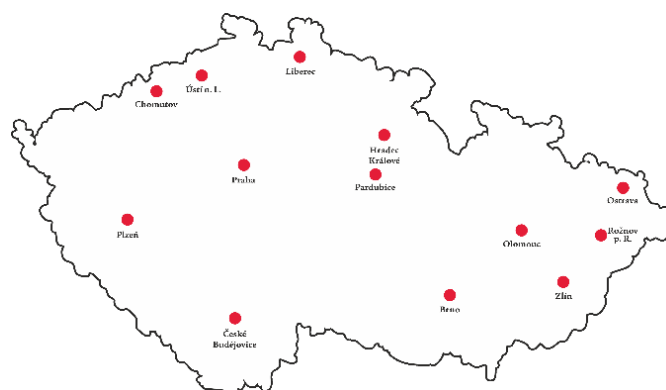 Liberec
Ústí n. L.
Chomutov
Hradec
Králové
Praha
Pardubice
Ostrava
Plzeň
Olomouc
Rožnov
p. R.
Zlín
Brno
České
Budějovice